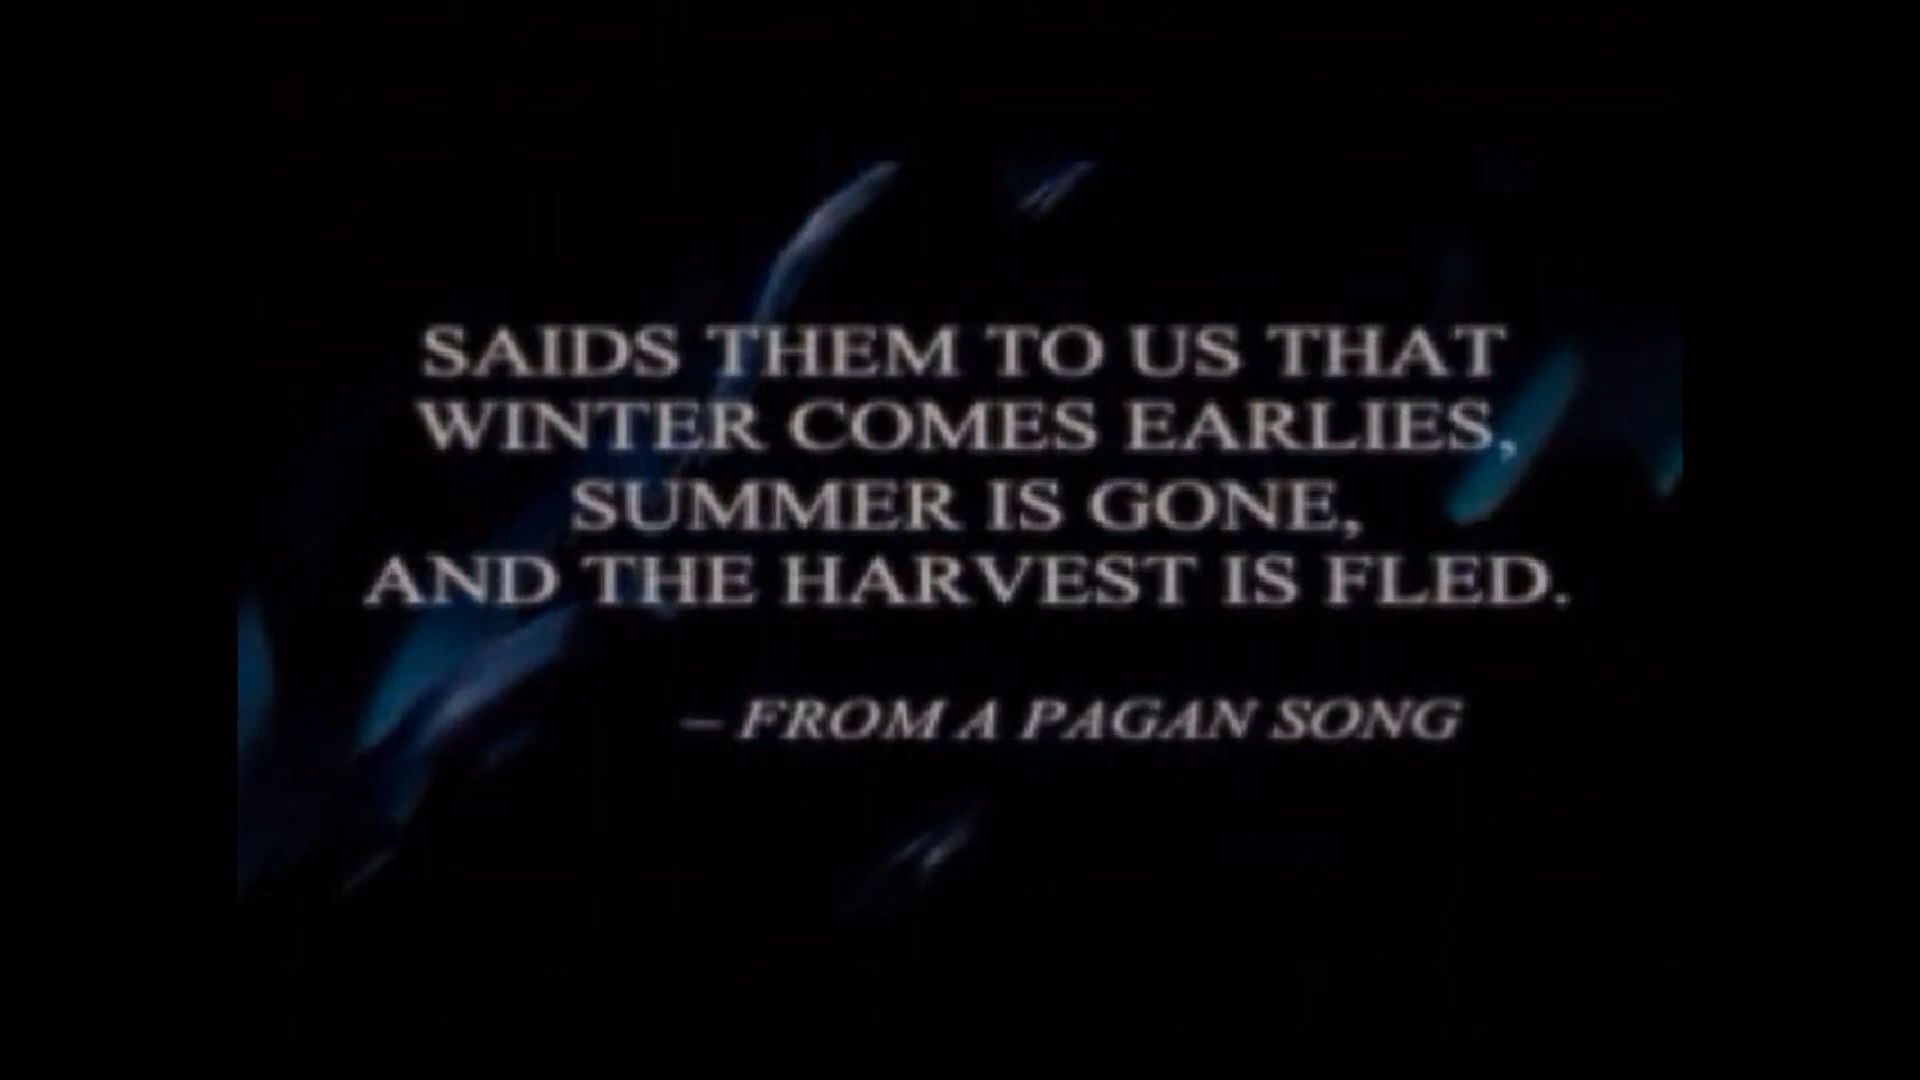 SAIDS THEM TO US THAT
WINTER COMES EARLIES,
SUMMER IS GONE,
AND THE HARVEST IS FLED.
– FROM A PAGAN SONG